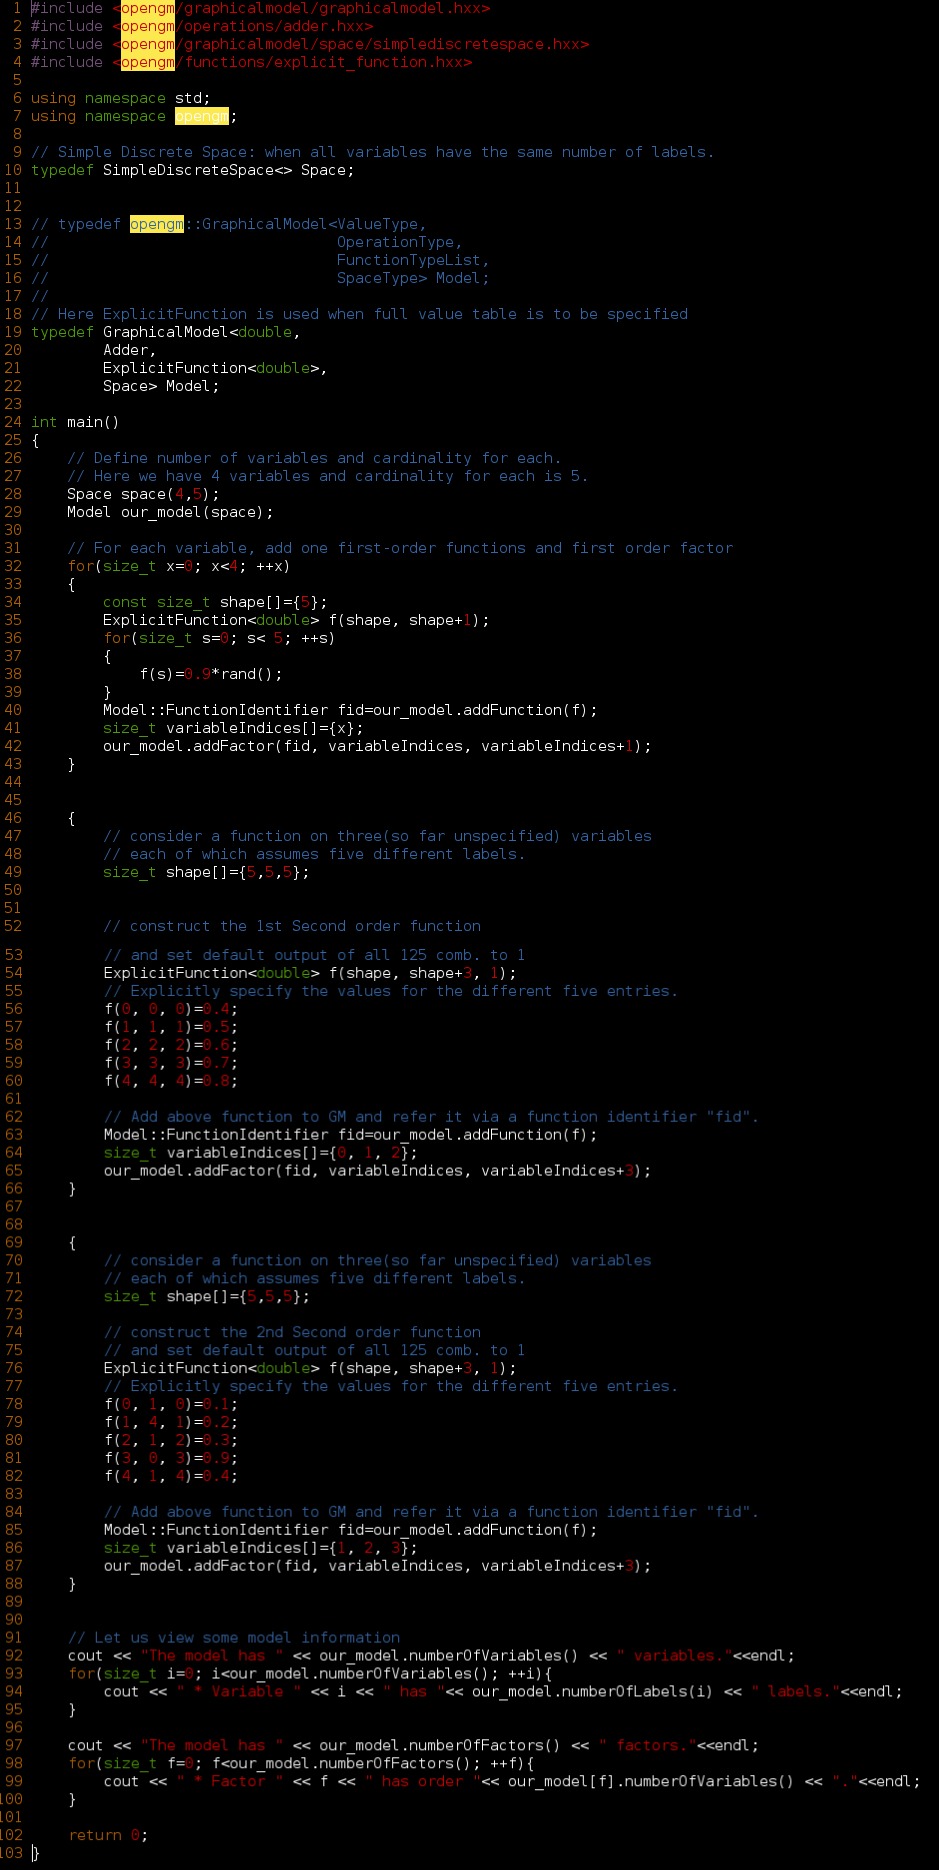 1 #include <opengm/graphicalmodel/graphicalmodel.hxx>
2 #include <opengm/operations/adder.hxx>
3 #include <opengm/graphicalmodel/space/simplediscretespace.hxx>
4 #include <opengm/functions/explicit_function.hxx>
5
6 using namespace std;
7 using namespace opengm;
8
9 // Simple Discrete Space: when all variables have the same number of labels.
10 typedef SimpleDiscreteSpace<> Space;
11
12
13 // typedef opengm::GraphicalModel<ValueType,
14 //                                OperationType,
15 //                                FunctionTypeList,
16 //                                SpaceType> Model;
17 //
18 // Here ExplicitFunction is used when full value table is to be specified
19 typedef GraphicalModel<double,
20         Adder,
21         ExplicitFunction<double>,
22         Space> Model;
23
24 int main()
25 {
26     // Define number of variables and cardinality for each.
27     // Here we have 4 variables and cardinality for each is 5.
28     Space space(4,5);
29     Model our_model(space);
30
31     // For each variable, add one first-order functions and first order factor
32     for(size_t x=0; x<4; ++x)
33     {
34         const size_t shape[]={5};
35         ExplicitFunction<double> f(shape, shape+1);
36         for(size_t s=0; s< 5; ++s)
37         {
38             f(s)=0.9*rand();
39         }
40         Model::FunctionIdentifier fid=our_model.addFunction(f);
41         size_t variableIndices[]={x};
42         our_model.addFactor(fid, variableIndices, variableIndices+1);
43     }
44
45
46     {
47         // consider a function on three(so far unspecified) variables
48         // each of which assumes five different labels.
49         size_t shape[]={5,5,5};
50
51
52         // construct the 1st Second order function
53         // and set default output of all 125 comb. to 1
54         ExplicitFunction<double> f(shape, shape+3, 1);
55         // Explicitly specify the values for the different five entries.
56         f(0, 0, 0)=0.4;
57         f(1, 1, 1)=0.5;
58         f(2, 2, 2)=0.6;
59         f(3, 3, 3)=0.7;
60         f(4, 4, 4)=0.8;
61
62         // Add above function to GM and refer it via a function identifier "fid".
63         Model::FunctionIdentifier fid=our_model.addFunction(f);
64         size_t variableIndices[]={0, 1, 2};
65         our_model.addFactor(fid, variableIndices, variableIndices+3);
66     }
67
68
69     {
70         // consider a function on three(so far unspecified) variables
71         // each of which assumes five different labels.
72         size_t shape[]={5,5,5};
73
74         // construct the 2nd Second order function
75         // and set default output of all 125 comb. to 1
76         ExplicitFunction<double> f(shape, shape+3, 1);
77         // Explicitly specify the values for the different five entries.
78         f(0, 1, 0)=0.1;
79         f(1, 4, 1)=0.2;
80         f(2, 1, 2)=0.3;
81         f(3, 0, 3)=0.9;
82         f(4, 1, 4)=0.4;
83
84         // Add above function to GM and refer it via a function identifier "fid".
85         Model::FunctionIdentifier fid=our_model.addFunction(f);
86         size_t variableIndices[]={1, 2, 3};
87         our_model.addFactor(fid, variableIndices, variableIndices+3);
88     }
89
90
91     // Let us view some model information
92     cout << "The model has " << our_model.numberOfVariables() << " variables."<<endl;
93     for(size_t i=0; i<our_model.numberOfVariables(); ++i){
94         cout << " * Variable " << i << " has "<< our_model.numberOfLabels(i) << " labels."<<endl;
95     }
96
97     cout << "The model has " << our_model.numberOfFactors() << " factors."<<endl;
98     for(size_t f=0; f<our_model.numberOfFactors(); ++f){
99         cout << " * Factor " << f << " has order "<< our_model[f].numberOfVariables() << "."<<endl;
100     }
101
102     return 0;
103 }